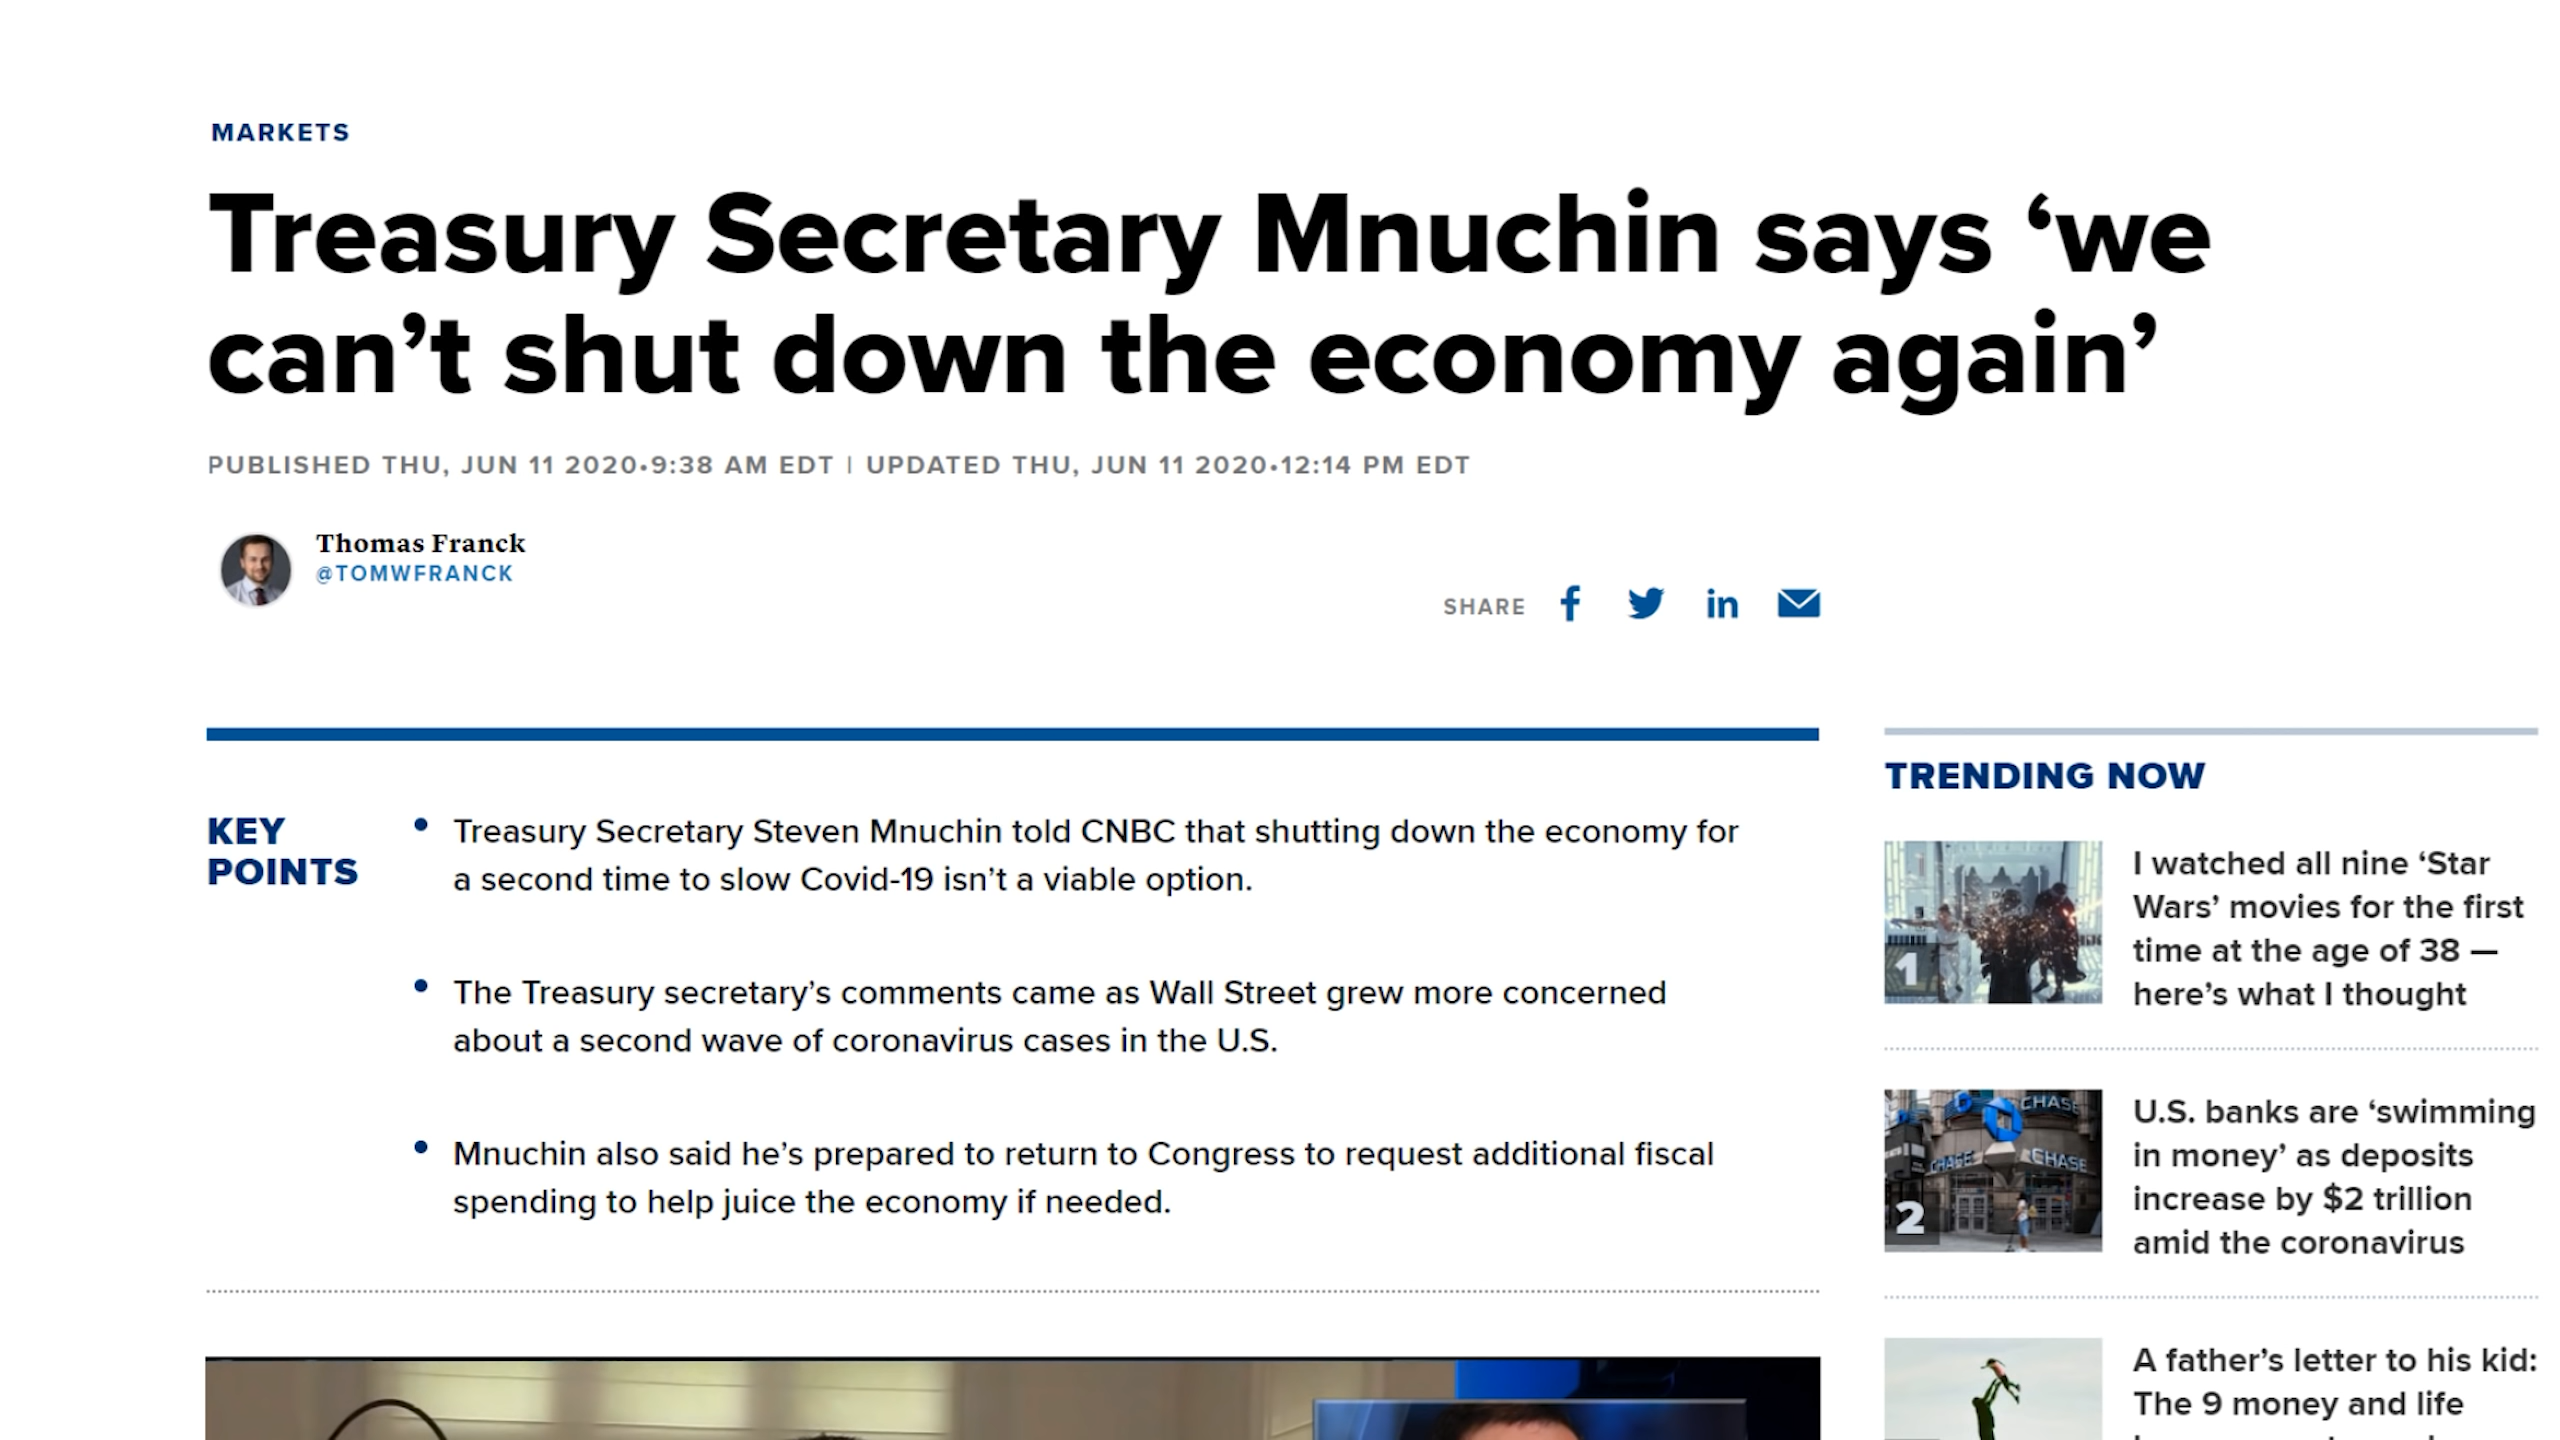 MARKETS
Treasury Secretary Mnuchin says ‘we
can’t shut down the economy again’
PUBLISHED THU, JUN 11 2020•9:38 AM EDT | UPDATED THU, JUN 11 2020•12:14 PM EDT
Thomas Franck
@TOMWFRANCK
SHARE
KEY
POINTS
• Treasury Secretary Steven Mnuchin told CNBC that shutting down the economy for
a second time to slow Covid-19 isn’t a viable option.
• The Treasury secretary’s comments came as Wall Street grew more concerned
about a second wave of coronavirus cases in the U.S.
• Mnuchin also said he’s prepared to return to Congress to request additional fiscal
spending to help juice the economy if needed.
TRENDING NOW
1
I watched all nine ‘Star
Wars’ movies for the first
time at the age of 38 —
here’s what I thought
CHASE
CHASE
CHASE
2
U.S. banks are ‘swimming
in money’ as deposits
increase by $2 trillion
amid the coronavirus
A father’s letter to his kid:
The 9 money and life